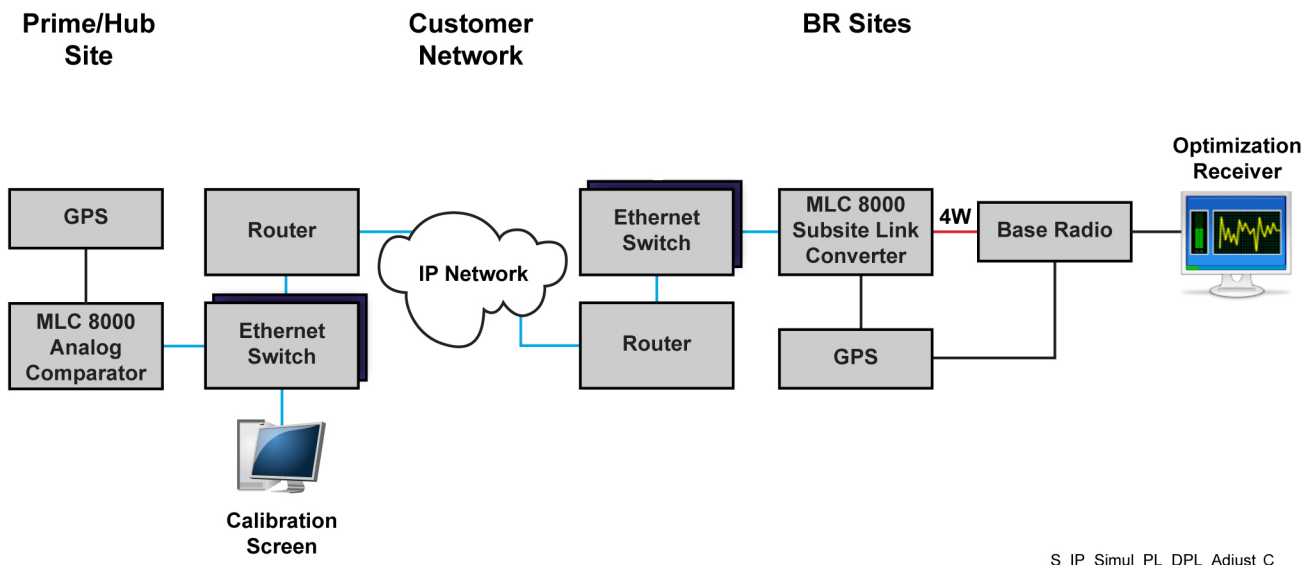 Prime/Hub
Site
Customer
Network
BR Sites
GPS
MLC 8000
Analog
Comparator
Router
Ethernet
Switch
Calibration
Screen
IP Network
Ethernet
Switch
Router
MLC 8000
Subsite Link
Converter
GPS
4W
Base Radio
Optimization
Receiver
S_IP_Simul_PL_DPL_Adjust_C